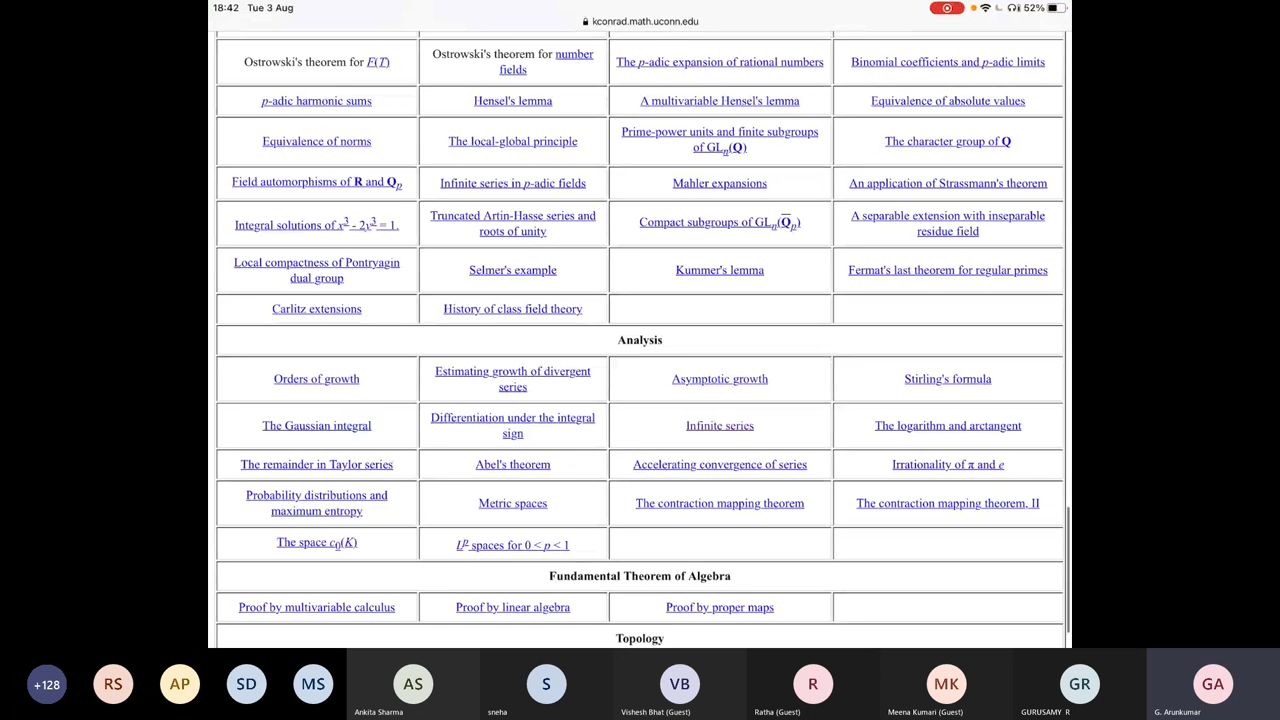 18:42 Tue 3 Aug
52%
kconrad.math.uconn.edu
Ostrowski's theorem for F(T)
Ostrowski's theorem for number
fields
The p-adic expansion of rational numbers
Binomial coefficients and p-adic limits
p-adic harmonic sums
Hensel's lemma
A multivariable Hensel's lemma
Equivalence of absolute values
Equivalence of norms
The local-global principle
Prime-power units and finite subgroups
of GLn(Q)
The character group of Q
Field automorphisms of R and Qp
Infinite series in p-adic fields
Mahler expansions
An application of Strassmann's theorem
Integral solutions of x3 - 2y3 = 1.
Truncated Artin-Hasse series and
roots of unity
Compact subgroups of GLn(Q̅p)
A separable extension with inseparable
residue field
Local compactness of Pontryagin
dual group
Selmer's example
Kummer's lemma
Fermat's last theorem for regular primes
Carlitz extensions
History of class field theory
Analysis
Orders of growth
Estimating growth of divergent
series
Asymptotic growth
Stirling's formula
The Gaussian integral
Differentiation under the integral
sign
Infinite series
The logarithm and arctangent
The remainder in Taylor series
Abel's theorem
Accelerating convergence of series
Irrationality of π and e
Probability distributions and
maximum entropy
Metric spaces
The contraction mapping theorem
The contraction mapping theorem, II
The space c0(K)
Lp spaces for 0 < p < 1
Fundamental Theorem of Algebra
Proof by multivariable calculus
Proof by linear algebra
Proof by proper maps
Topology
+128
RS
AP
SD
MS
AS
Ankita Sharma
S
sneha
VB
Vishesh Bhat (Guest)
R
Ratha (Guest)
MK
Meena Kumari (Guest)
GR
GURUSAMY R
GA
G. Arunkumar